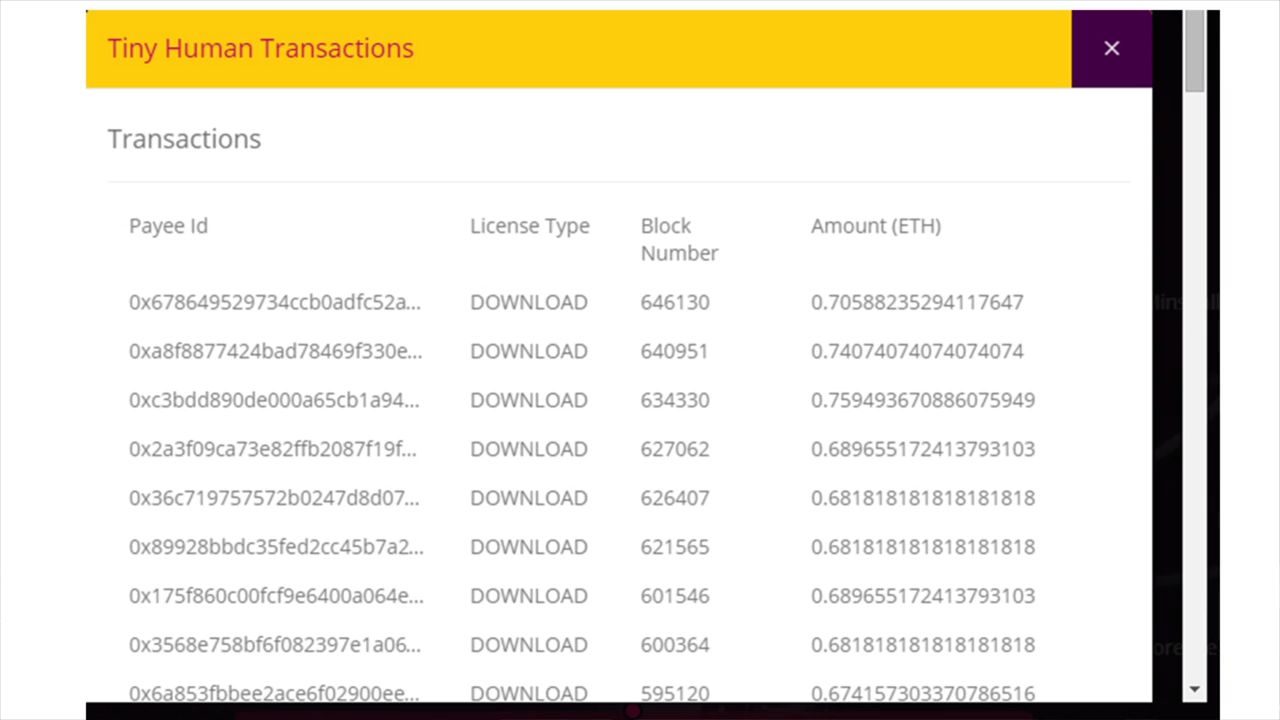 Tiny Human Transactions
×
Transactions
Payee Id License Type Block Number Amount (ETH)
0x678649529734ccb0adfc52a... DOWNLOAD 646130 0.70588235294117647
0xa8f8877424bad78469f330e... DOWNLOAD 640951 0.74074074074074074
0xc3bdd890de000a65cb1a94... DOWNLOAD 634330 0.759493670886075949
0x2a3f09ca73e82ffb2087f19f... DOWNLOAD 627062 0.689655172413793103
0x36c719757572b0247d8d07... DOWNLOAD 626407 0.681818181818181818
0x89928bbdc35fed2cc45b7a2... DOWNLOAD 621565 0.681818181818181818
0x175f860c00fcf9e6400a064e... DOWNLOAD 601546 0.689655172413793103
0x3568e758bf6f082397e1a06... DOWNLOAD 600364 0.681818181818181818
0x6a853fbbee2ace6f02900ee... DOWNLOAD 595120 0.674157303370786516